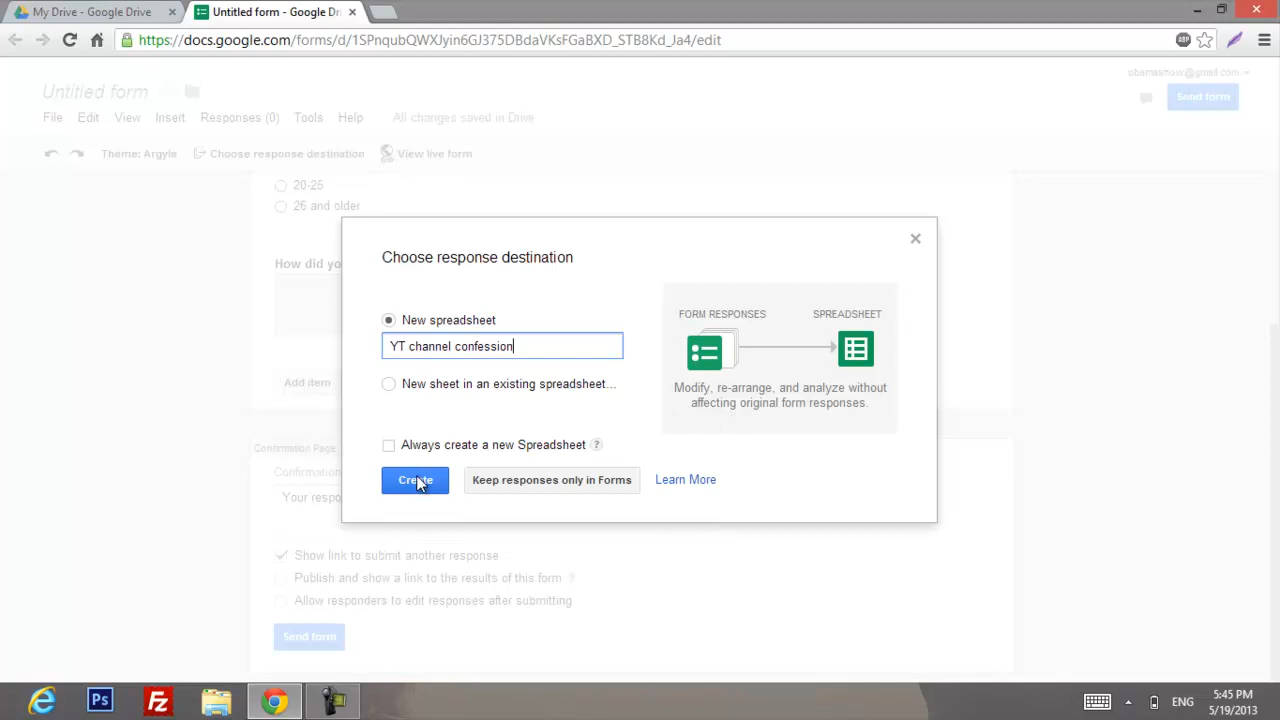 My Drive - Google Drive
Untitled form - Google Dr
https://docs.google.com/forms/d/1SPnqubQWXJyin6GJ375DBdaVKsFGaBXD_STB8Kd_Ja4/edit
ABP
Untitled form
Send form
File Edit View Insert Responses (0) Tools Help All changes saved in Drive
Theme: Argyle Choose response destination View live form
20-25
26 and older
How did yo
Add item
Choose response destination
New spreadsheet
YT channel confession
New sheet in an existing spreadsheet...
Always create a new Spreadsheet ?
Create Keep responses only in Forms Learn More
FORM RESPONSES SPREADSHEET
Modify, re-arrange, and analyze without
affecting original form responses.
Confirmation Page
Confirmation
Your respo
Show link to submit another response
Publish and show a link to the results of this form ?
Allow responders to edit responses after submitting
Send form
Ps
Fz
ENG
5:45 PM
5/19/2013